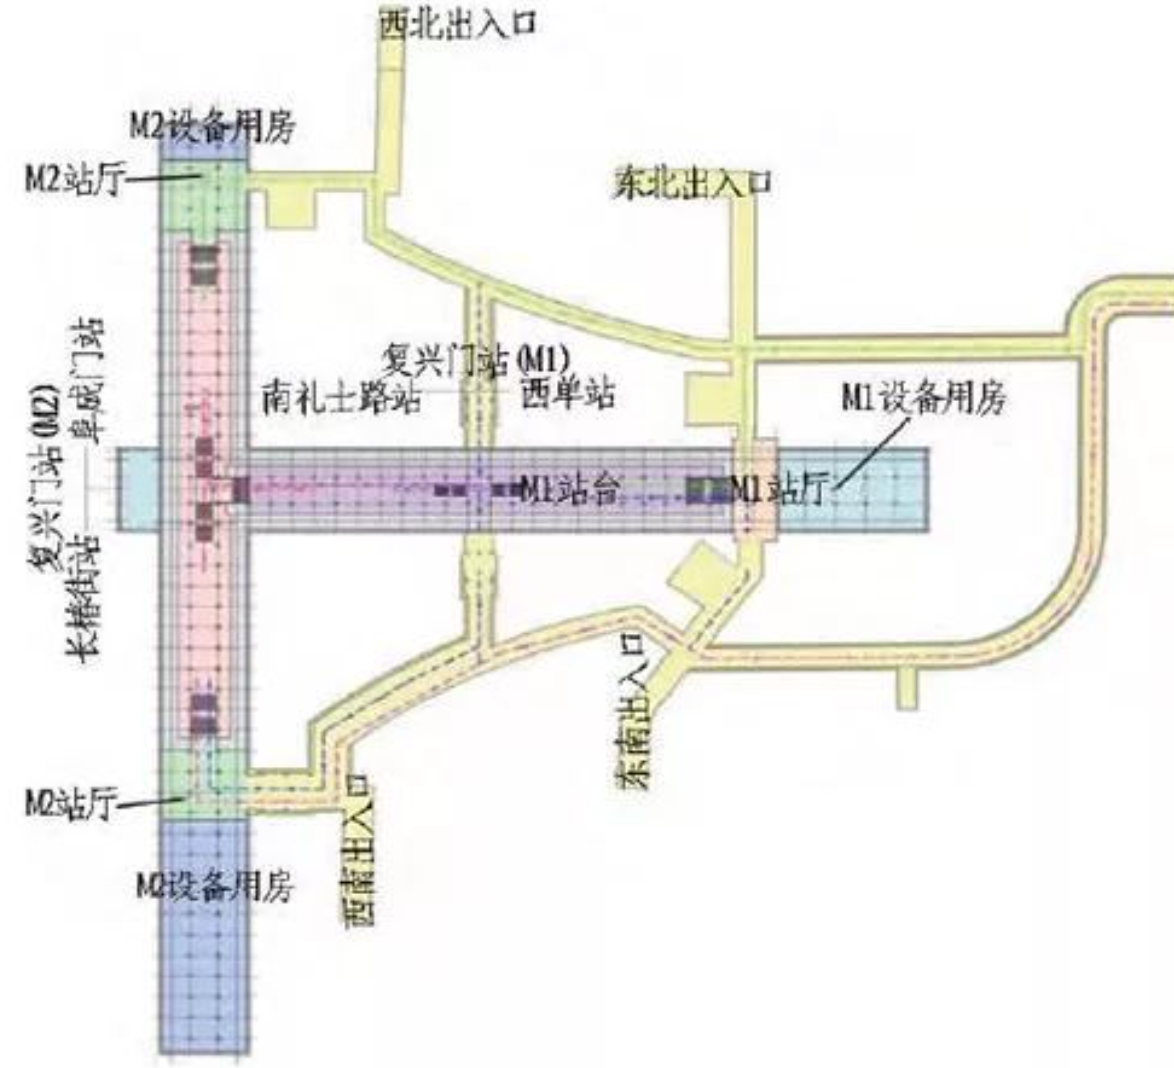 西北出入口
M2设备用房
M2站厅
东北出入口
复兴门站(M1)
南礼士路站
西单站
M1设备用房
复兴门站(M2)
阜成门站
长椿街站
M1站台
M1站厅
东南出入口
M2站厅
西南出入口
M2设备用房